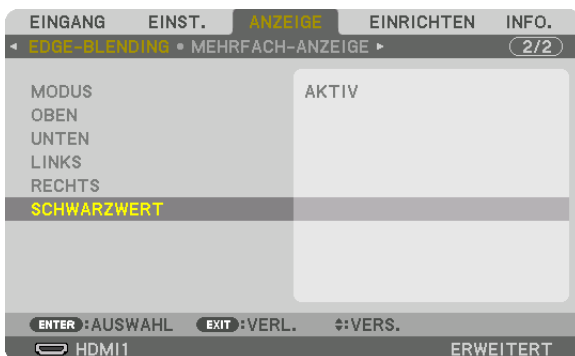 EINGANG EINST. ANZEIGE EINRICHTEN INFO.
◂ EDGE-BLENDING • MEHRFACH-ANZEIGE ▸ 2/2
MODUS AKTIV
OBEN
UNTEN
LINKS
RECHTS
SCHWARZWERT
ENTER :AUSWAHL EXIT :VERL. ⬍:VERS.
HDMI1 ERWEITERT